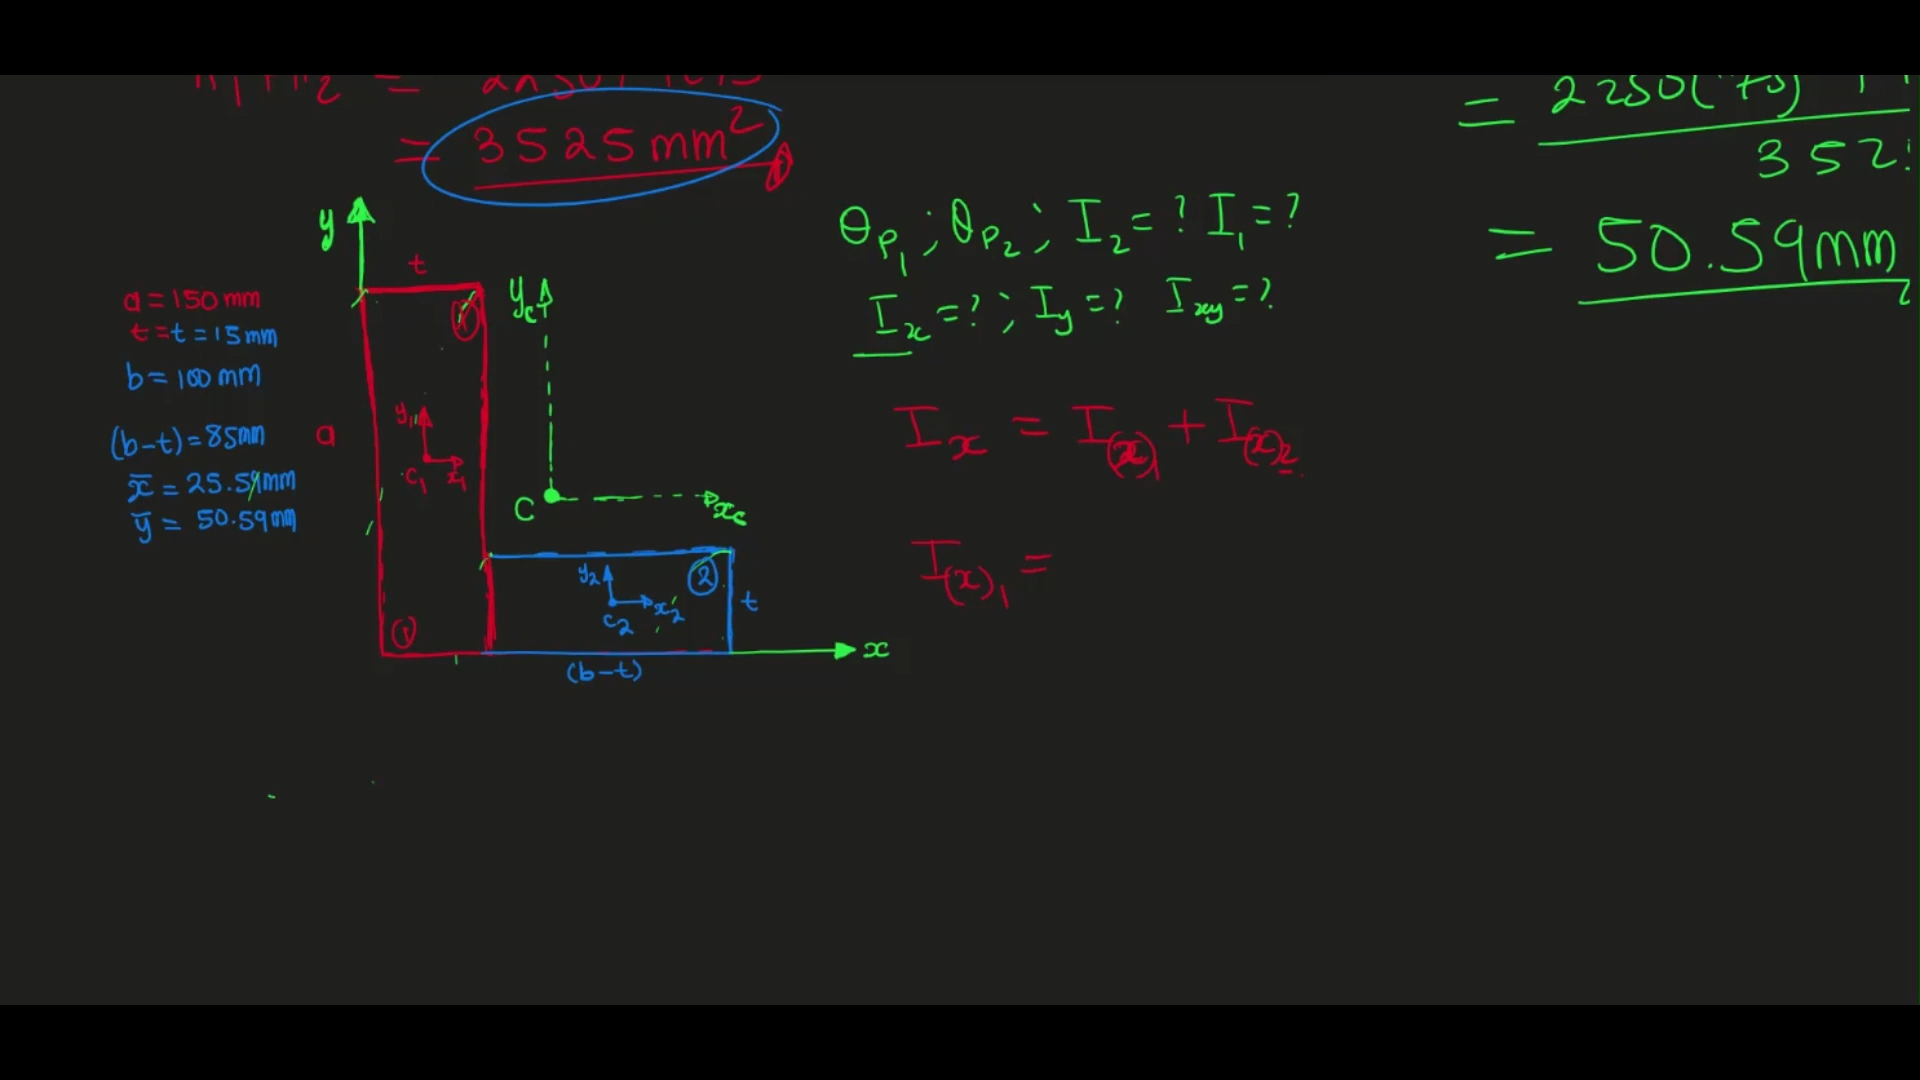 = 3525 mm²
= 2250(75) +
352
= 50.59mm
θP₁ ; θP₂ ; I₂ = ? I₁ = ?
Ix = ? ; Iy = ? Ixy = ?
y
t
a = 150 mm
t = t = 15 mm
b = 100 mm
(b-t) = 85mm
x̄ = 25.59mm
ȳ = 50.59mm
a
①
yc
y₁
C₁ x₁
C
xc
Ix = I(x)₁ + I(x)₂
I(x)₁ =
y₂
②
x₂
C₂
t
①
x
(b-t)